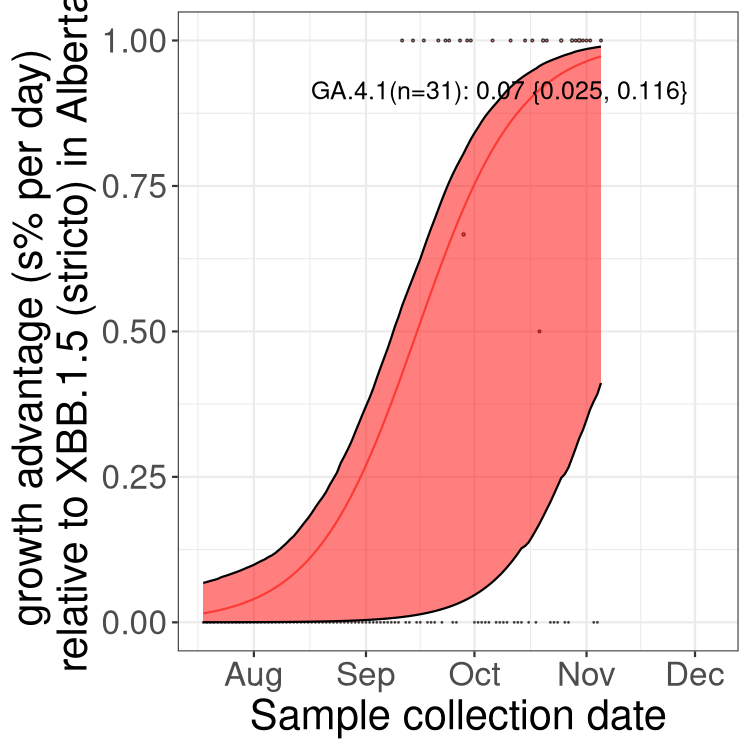 growth advantage (s% per day)
relative to XBB.1.5 (stricto) in Alberta
1.00
0.75
0.50
0.25
0.00
GA.4.1(n=31): 0.07 {0.025, 0.116}
Aug Sep Oct Nov Dec
Sample collection date